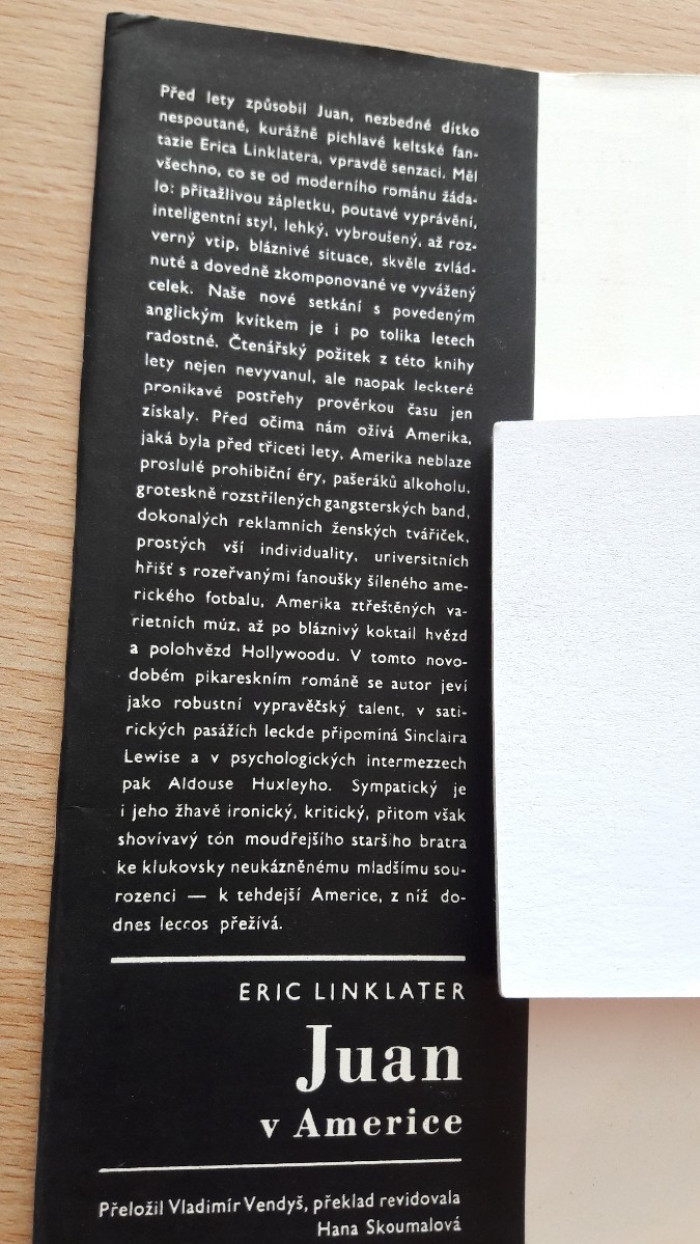 Před lety způsobil Juan, nezbedné dítko
nespoutané, kurážně pichlavé keltské fan-
tazie Erica Linklatera, vpravdě senzaci. Měl
všechno, co se od moderního románu žáda-
lo: přitažlivou zápletku, poutavé vyprávění,
inteligentní styl, lehký, vybroušený, až roz-
verný vtip, bláznivé situace, skvěle zvlád-
nuté a dovedně zkomponované ve vyvážený
celek. Naše nové setkání s povedeným
anglickým kvítkem je i po tolika letech
radostné. Čtenářský požitek z této knihy
lety nejen nevyvanul, ale naopak leckteré
pronikavé postřehy prověrkou času jen
získaly. Před očima nám ožívá Amerika,
jaká byla před třiceti lety, Amerika neblaze
proslulé prohibiční éry, pašeráků alkoholu,
groteskně rozstřílených gangsterských band,
dokonalých reklamních ženských tvářiček,
prostých vší individuality, universitních
hřišť s rozeřvanými fanoušky šíleného ame-
rického fotbalu, Amerika ztřeštěných va-
rietních múz, až po bláznivý koktail hvězd
a polohvězd Hollywoodu. V tomto novo-
dobém pikareskním románě se autor jeví
jako robustní vypravěčský talent, v sati-
rických pasážích leckde připomíná Sinclaira
Lewise a v psychologických intermezzech
pak Aldouse Huxleyho. Sympatický je
i jeho žhavě ironický, kritický, přitom však
shovívavý tón moudřejšího staršího bratra
ke klukovsky neukázněnému mladšímu sou-
rozenci — k tehdejší Americe, z níž do-
dnes leccos přežívá.
ERIC LINKLATER
Juan
v Americe
Přeložil Vladimír Vendyš, překlad revidovala
Hana Skoumalová